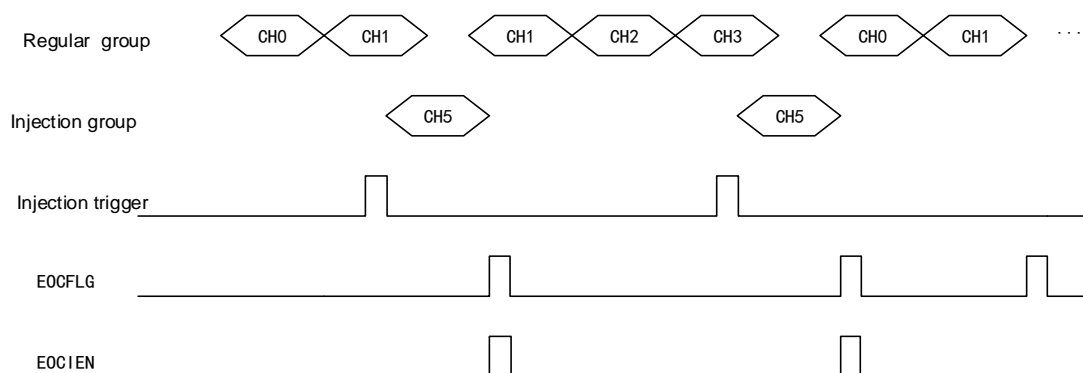 Regular group CH0 CH1 CH1 CH2 CH3 CH0 CH1 ...
Injection group CH5 CH5
Injection trigger
EOCFLG
EOCIEN